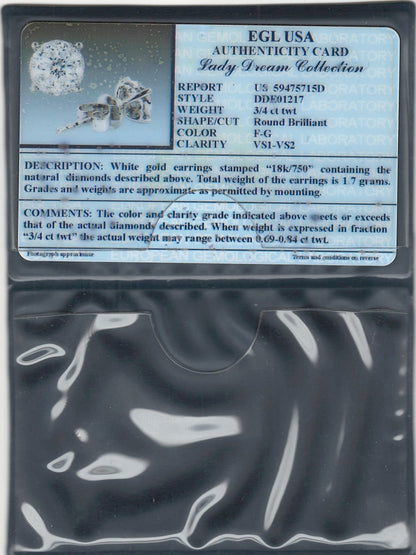 EGL USA
AUTHENTICITY CARD
Lady Dream Collection
REPORT US 59475715D
STYLE DDE01217
WEIGHT 3/4 ct twt
SHAPE/CUT Round Brilliant
COLOR F-G
CLARITY VS1-VS2
DESCRIPTION: White gold earrings stamped "18k/750" containing the
natural diamonds described above. Total weight of the earrings is 1.7 grams.
Grades and weights are approximate as permitted by mounting.
COMMENTS: The color and clarity grade indicated above meets or exceeds
that of the actual diamonds described. When weight is expressed in fraction
"3/4 ct twt" the actual weight may range between 0.69-0.84 ct twt.
Photograph approximate Terms and conditions on reverse